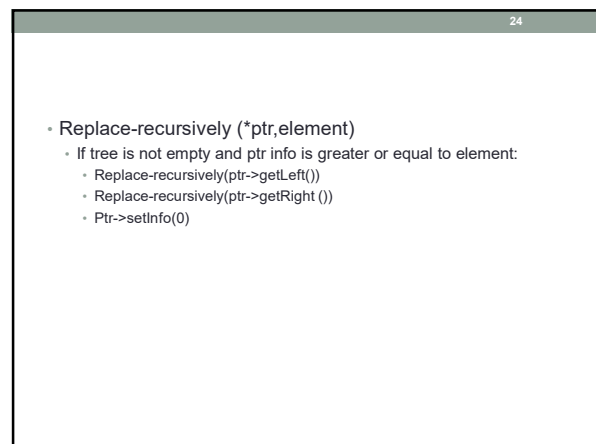 24
• Replace-recursively (*ptr,element)
• If tree is not empty and ptr info is greater or equal to element:
• Replace-recursively(ptr->getLeft())
• Replace-recursively(ptr->getRight ())
• Ptr->setInfo(0)